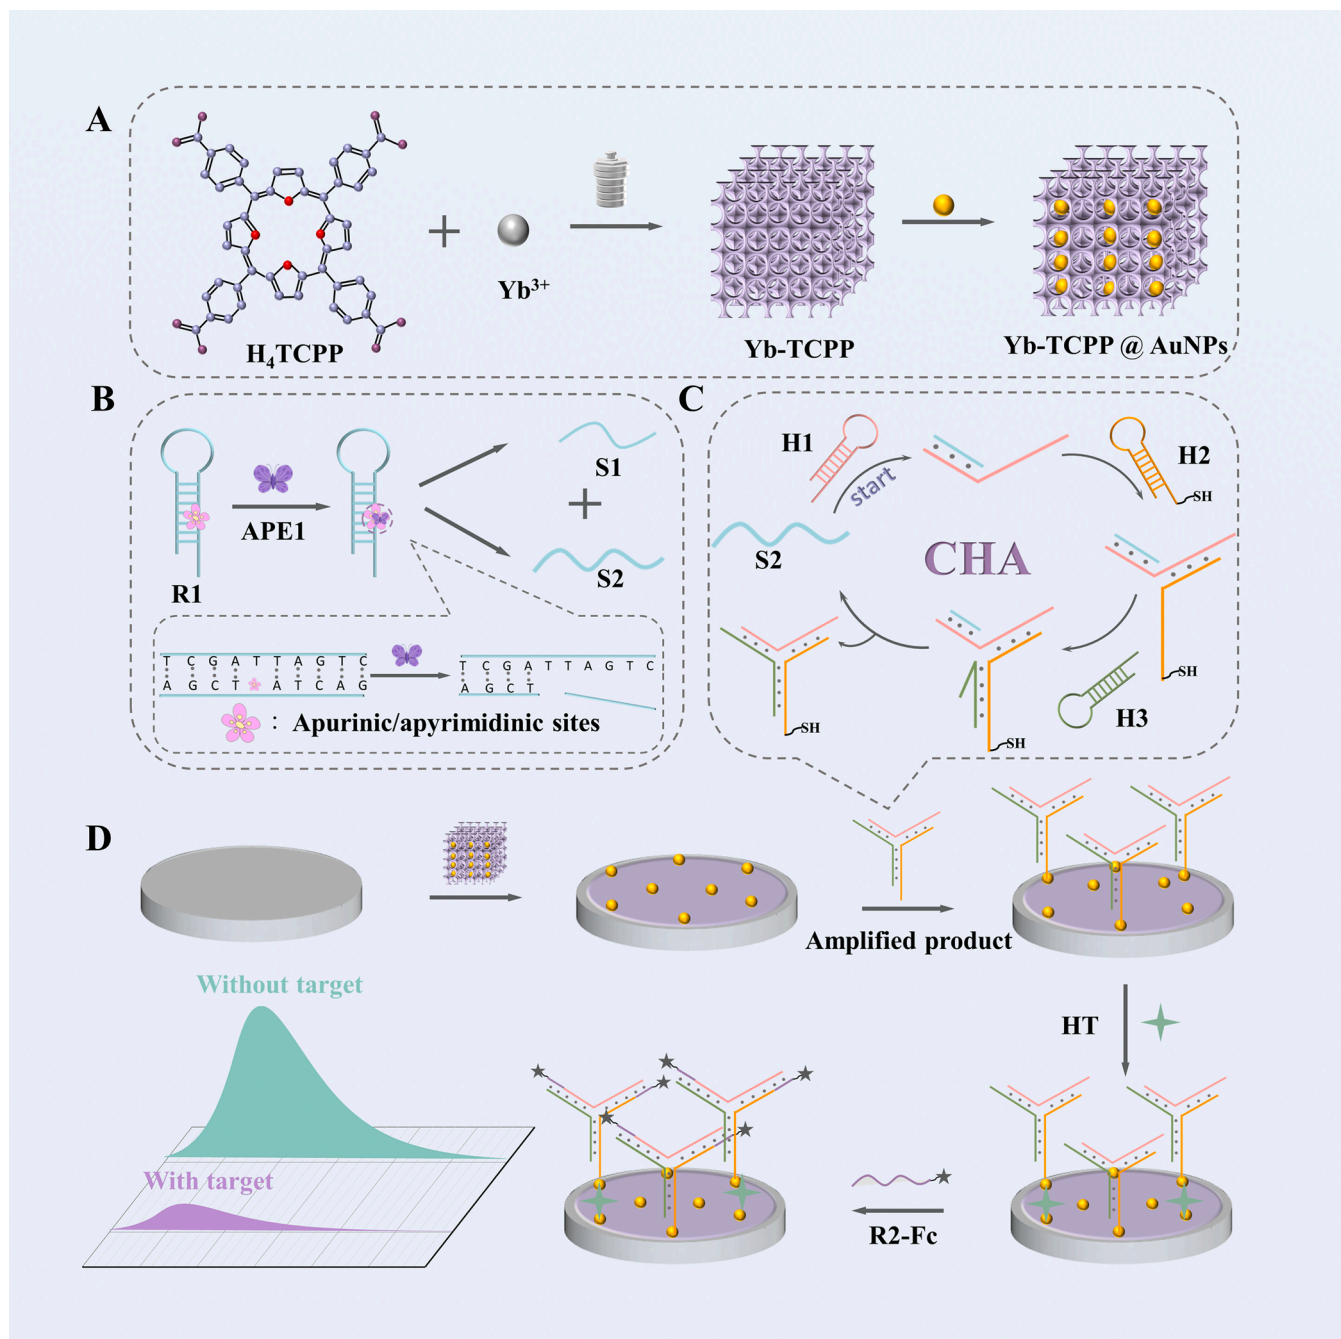 A
H₄TCPP
+
Yb³⁺
Yb-TCPP
Yb-TCPP @ AuNPs
B
R1
APE1
S1
+
S2
T C G A T T A G T C
A G C T A T C A G
T C G A T T A G T C
A G C T
: Apurinic/apyrimidinic sites
C
H1
start
H2
SH
S2
CHA
SH
H3
SH
SH
D
Amplified product
HT
R2-Fc
Without target
With target